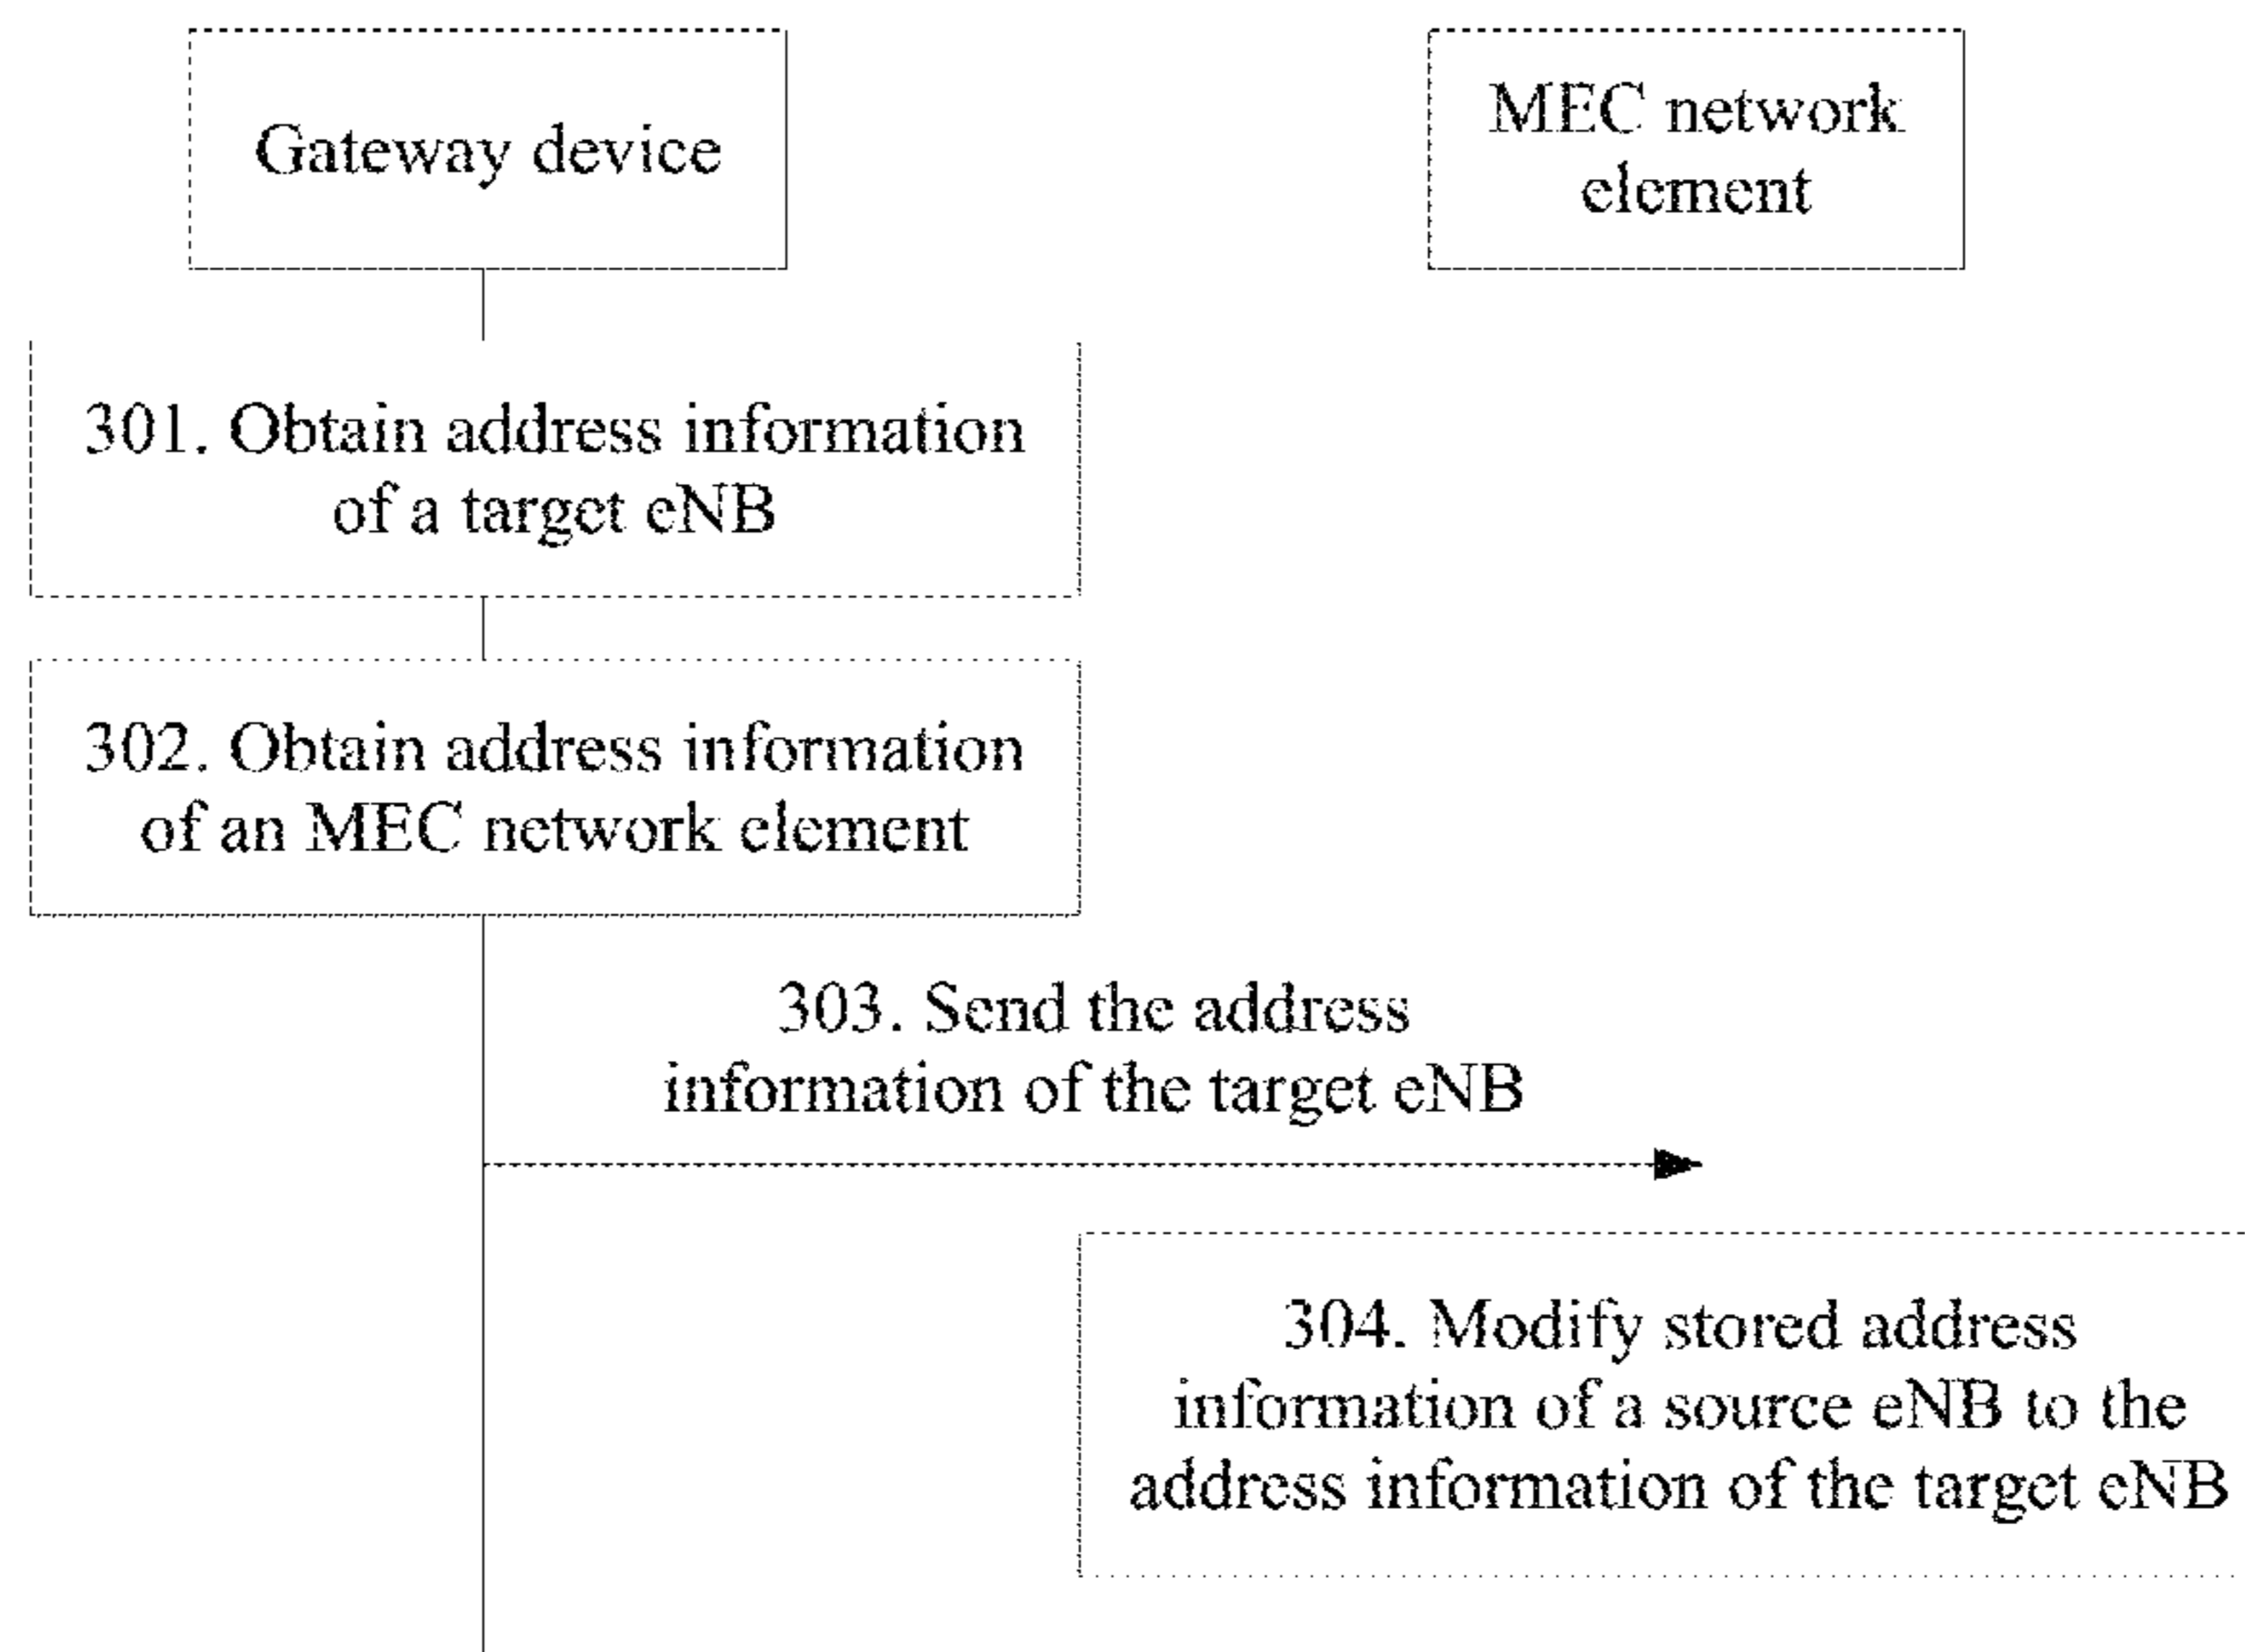 Gateway device
MEC network
element
301. Obtain address information
of a target eNB
302. Obtain address information
of an MEC network element
303. Send the address
information of the target eNB
304. Modify stored address
information of a source eNB to the
address information of the target eNB